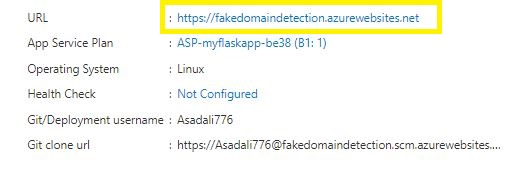 URL : https://fakedomaindetection.azurewebsites.net
App Service Plan : ASP-myflaskapp-be38 (B1: 1)
Operating System : Linux
Health Check : Not Configured
Git/Deployment username : Asadali776
Git clone url : https://Asadali776@fakedomaindetection.scm.azurewebsites....